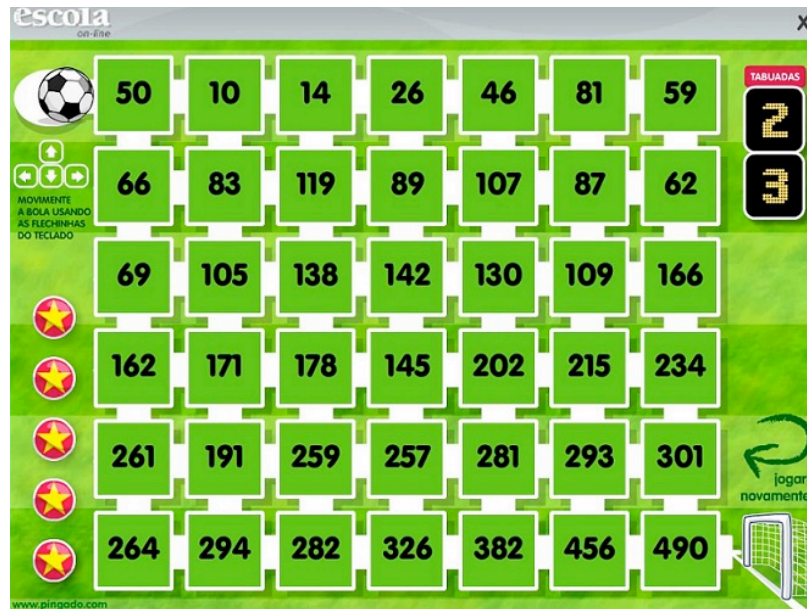 escola
on-line
X
50 10 14 26 46 81 59
TABUADAS
2
3
66 83 119 89 107 87 62
MOVIMENTE
A BOLA USANDO
AS FLECHINHAS
DO TECLADO
69 105 138 142 130 109 166
162 171 178 145 202 215 234
261 191 259 257 281 293 301
jogar
novamente
264 294 282 326 382 456 490
www.pingado.com